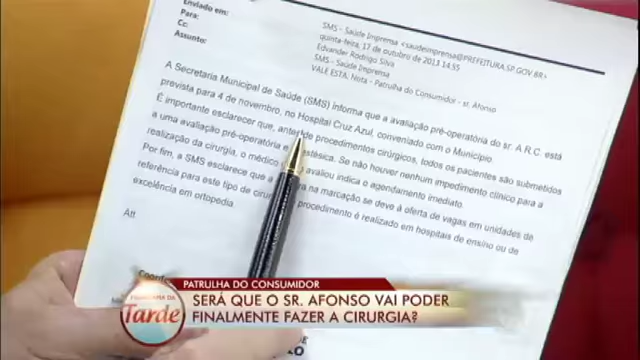 Enviado em:
Para:
Cc:
Assunto:
SMS - Saúde Imprensa <saudeimprensa@PREFEITURA.SP.GOV.BR>
quinta-feira, 17 de outubro de 2013 14:55
Edvander Rodrigo Silva
SMS - Saúde Imprensa
VALE ESTA: Nota - Patrulha do Consumidor - sr. Afonso
A Secretaria Municipal de Saúde (SMS) informa que a avaliação pré-operatória do sr. A.R.C. está
prevista para 4 de novembro, no Hospital Cruz Azul, conveniado com o Município.
É importante esclarecer que, antes de procedimentos cirúrgicos, todos os pacientes são submetidos
a uma avaliação pré-operatória e anestésica. Se não houver nenhum impedimento clínico para a
realização da cirurgia, o médico avaliou indica e agendamento imediato.
Por fim, a SMS esclarece que a na marcação se deve à oferta de vagas em unidades de
referência para este tipo de procedimento é realizado em hospitais de ensino ou de
excelência em ortopedia.
Att
PROGRAMA DA
Tarde
PATRULHA DO CONSUMIDOR
SERÁ QUE O SR. AFONSO VAI PODER
FINALMENTE FAZER A CIRURGIA?